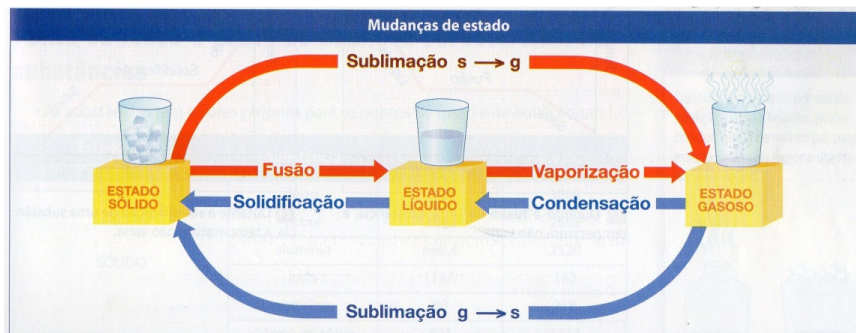 Mudanças de estado
Sublimação s → g
Fusão
Vaporização
ESTADO
SÓLIDO
Solidificação
ESTADO
LÍQUIDO
Condensação
ESTADO
GASOSO
Sublimação g → s